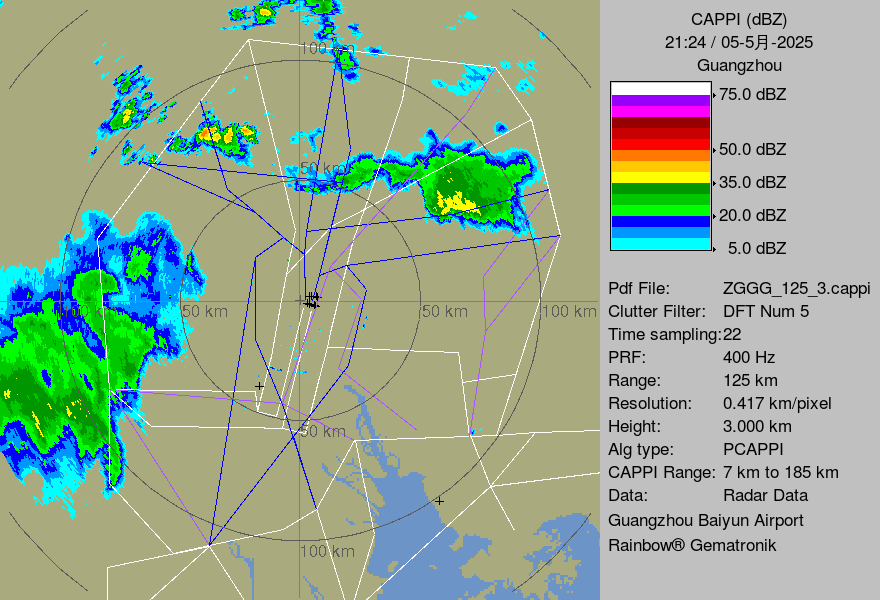 CAPPI (dBZ)
21:24 / 05-5月-2025
Guangzhou
75.0 dBZ
50.0 dBZ
35.0 dBZ
20.0 dBZ
5.0 dBZ
Pdf File: ZGGG_125_3.cappi
Clutter Filter: DFT Num 5
Time sampling:22
PRF: 400 Hz
Range: 125 km
Resolution: 0.417 km/pixel
Height: 3.000 km
Alg type: PCAPPI
CAPPI Range: 7 km to 185 km
Data: Radar Data
Guangzhou Baiyun Airport
Rainbow® Gematronik
100 km
50 km
100 km
50 km
50 km
100 km
50 km
100 km